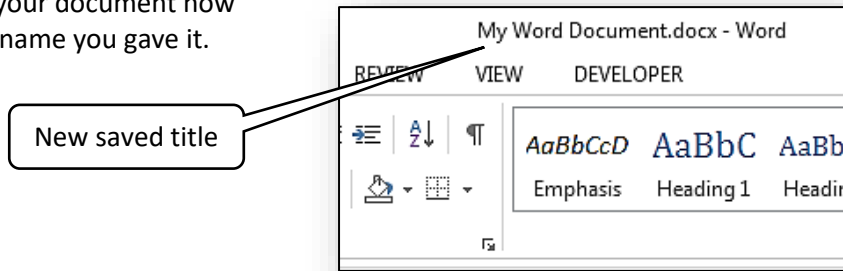 your document now
name you gave it.
My Word Document.docx - Word
REVIEW VIEW DEVELOPER
New saved title
AaBbCcD AaBbC AaBb
Emphasis Heading 1 Headin